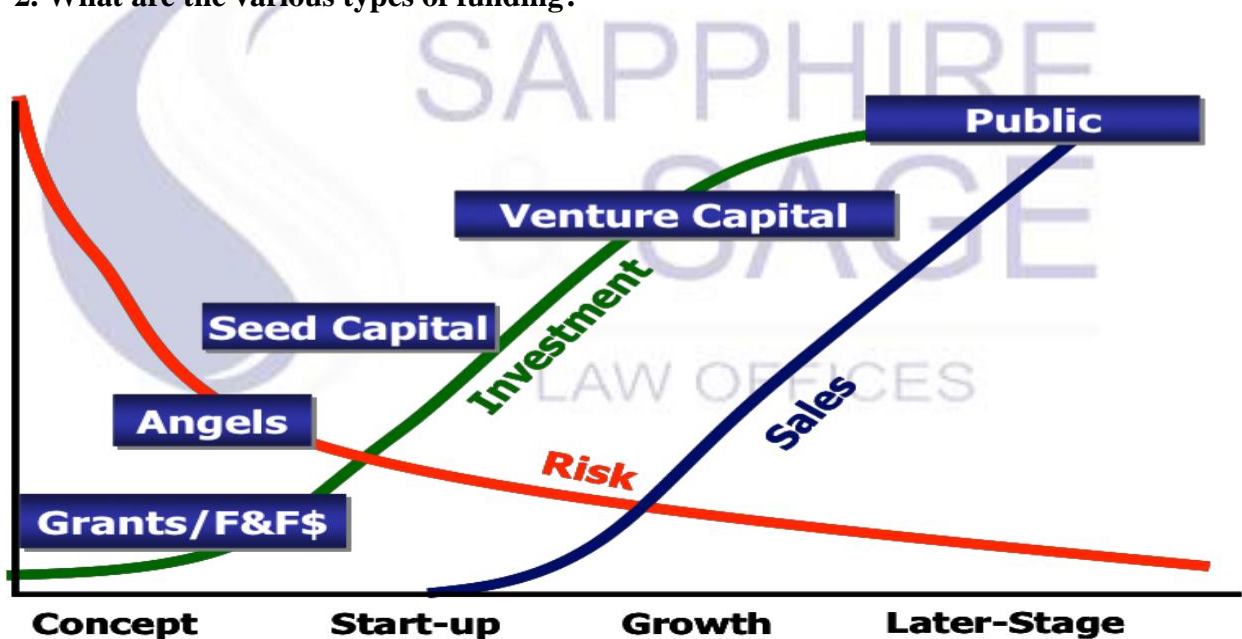 2. What are the various types of funding?
SAPPHIRE
Public
& SAGE
Venture Capital
Seed Capital
Investment
LAW OFFICES
Angels
Sales
Risk
Grants/F&F$
Concept Start-up Growth Later-Stage